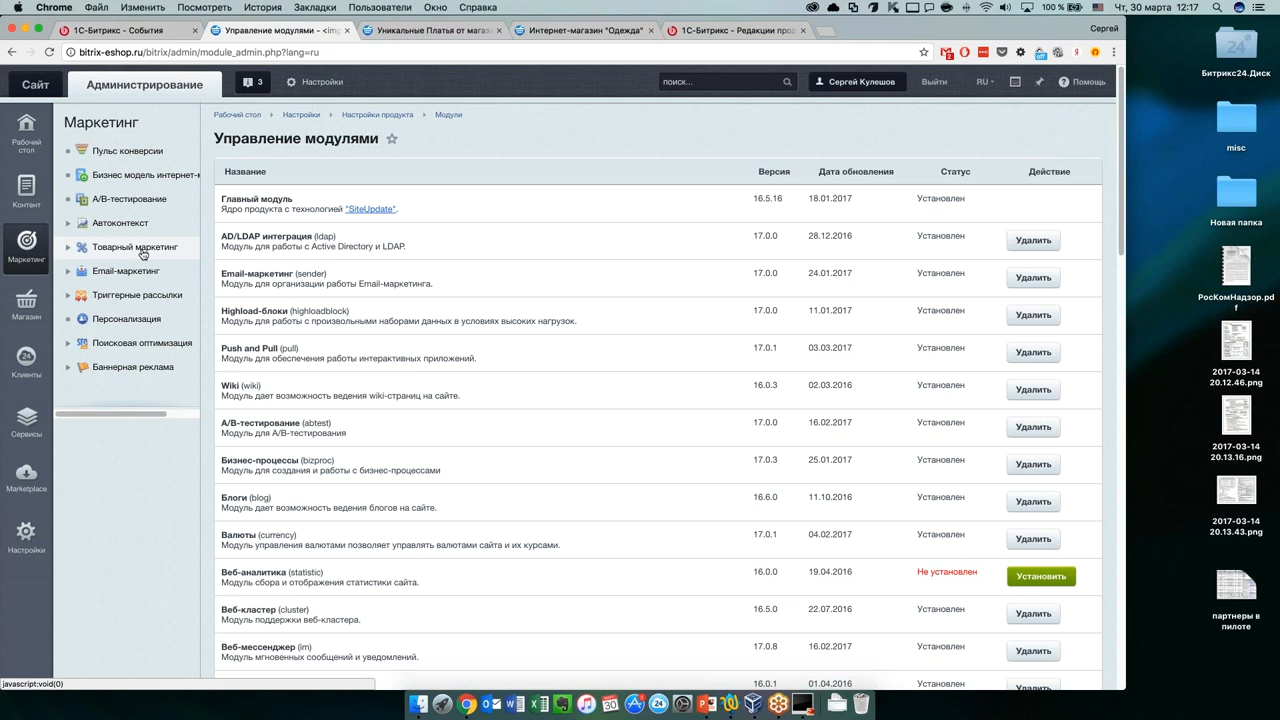 Chrome Файл Изменить Посмотреть История Закладки Пользователи Окно Справка
100 % Чт, 30 марта 12:17
1С-Битрикс - События
Управление модулями - <im
Уникальные Платья от магаз
Интернет-магазин "Одежда"
1С-Битрикс - Редакции прод
Сергей
bitrix-eshop.ru/bitrix/admin/module_admin.php?lang=ru
Сайт
Администрирование
3
Настройки
поиск...
Сергей Кулешов
Выйти
RU
Помощь
Рабочий стол
Контент
Маркетинг
Магазин
24
Клиенты
Сервисы
Marketplace
Настройки
Маркетинг
Пульс конверсии
Бизнес модель интернет-м
A/B-тестирование
Автоконтекст
Товарный маркетинг
Email-маркетинг
Триггерные рассылки
Персонализация
Поисковая оптимизация
Баннерная реклама
Рабочий стол Настройки Настройки продукта Модули
Управление модулями
Название Версия Дата обновления Статус Действие
Главный модуль 16.5.16 18.01.2017 Установлен
Ядро продукта с технологией "SiteUpdate".
AD/LDAP интеграция (ldap) 17.0.0 28.12.2016 Установлен Удалить
Модуль для работы с Active Directory и LDAP.
Email-маркетинг (sender) 17.0.0 24.01.2017 Установлен Удалить
Модуль для организации работы Email-маркетинга.
Highload-блоки (highloadblock) 17.0.0 11.01.2017 Установлен Удалить
Модуль для работы с произвольными наборами данных в условиях высоких нагрузок.
Push and Pull (pull) 17.0.1 03.03.2017 Установлен Удалить
Модуль для обеспечения работы интерактивных приложений.
Wiki (wiki) 16.0.3 02.03.2016 Установлен Удалить
Модуль дает возможность ведения wiki-страниц на сайте.
A/B-тестирование (abtest) 17.0.0 16.02.2017 Установлен Удалить
Модуль для A/B-тестирования
Бизнес-процессы (bizproc) 17.0.3 25.01.2017 Установлен Удалить
Модуль для создания и работы с бизнес-процессами
Блоги (blog) 16.6.0 11.10.2016 Установлен Удалить
Модуль дает возможность ведения блогов на сайте.
Валюты (currency) 17.0.1 04.02.2017 Установлен Удалить
Модуль управления валютами позволяет управлять валютами сайта и их курсами.
Веб-аналитика (statistic) 16.0.0 19.04.2016 Не установлен Установить
Модуль сбора и отображения статистики сайта.
Веб-кластер (cluster) 16.5.0 22.07.2016 Установлен Удалить
Модуль поддержки веб-кластера.
Веб-мессенджер (im) 17.0.8 16.02.2017 Установлен Удалить
Модуль мгновенных сообщений и уведомлений.
16.0.1 01.04.2016 Установлен Удалить
javascript:void(0)
24
Битрикс24.Диск
misc
Новая папка
РосКомНадзор.pd
f
2017-03-14
20.12.46.png
2017-03-14
20.13.16.png
2017-03-14
20.13.43.png
партнеры в
пилоте